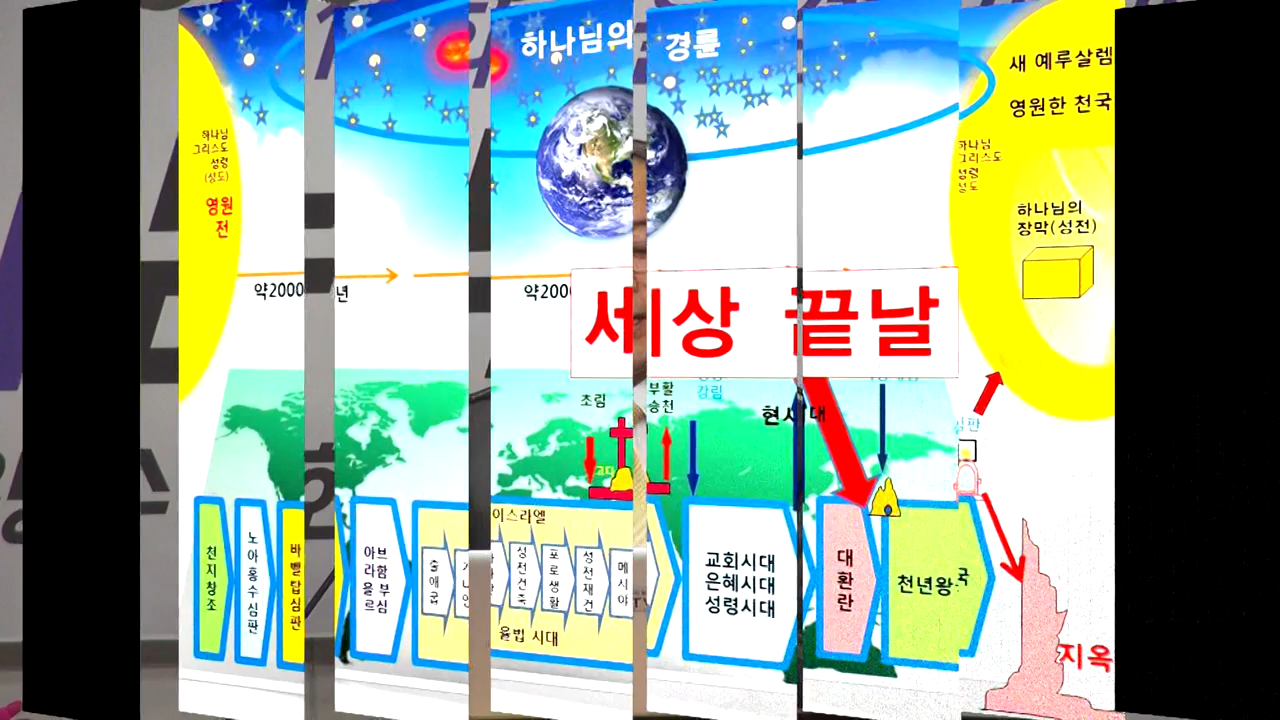 하나님의 경륜
새 예루살렘
영원한 천국
하나님
그리스도
성령
(성도)
영원
전
하나님
그리스도
성령
성도
하나님의
장막(성전)
약2000년
약200
세상 끝날
초림
부활
승천
강림
현시대
심판
이스라엘
천지창조
노아홍수심판
바벨탑심판
아브라함을 부르심
출애굽
성전건축
포로생활
성전재건
메시야
율법 시대
교회시대
은혜시대
성령시대
대환란
천년왕국
지옥